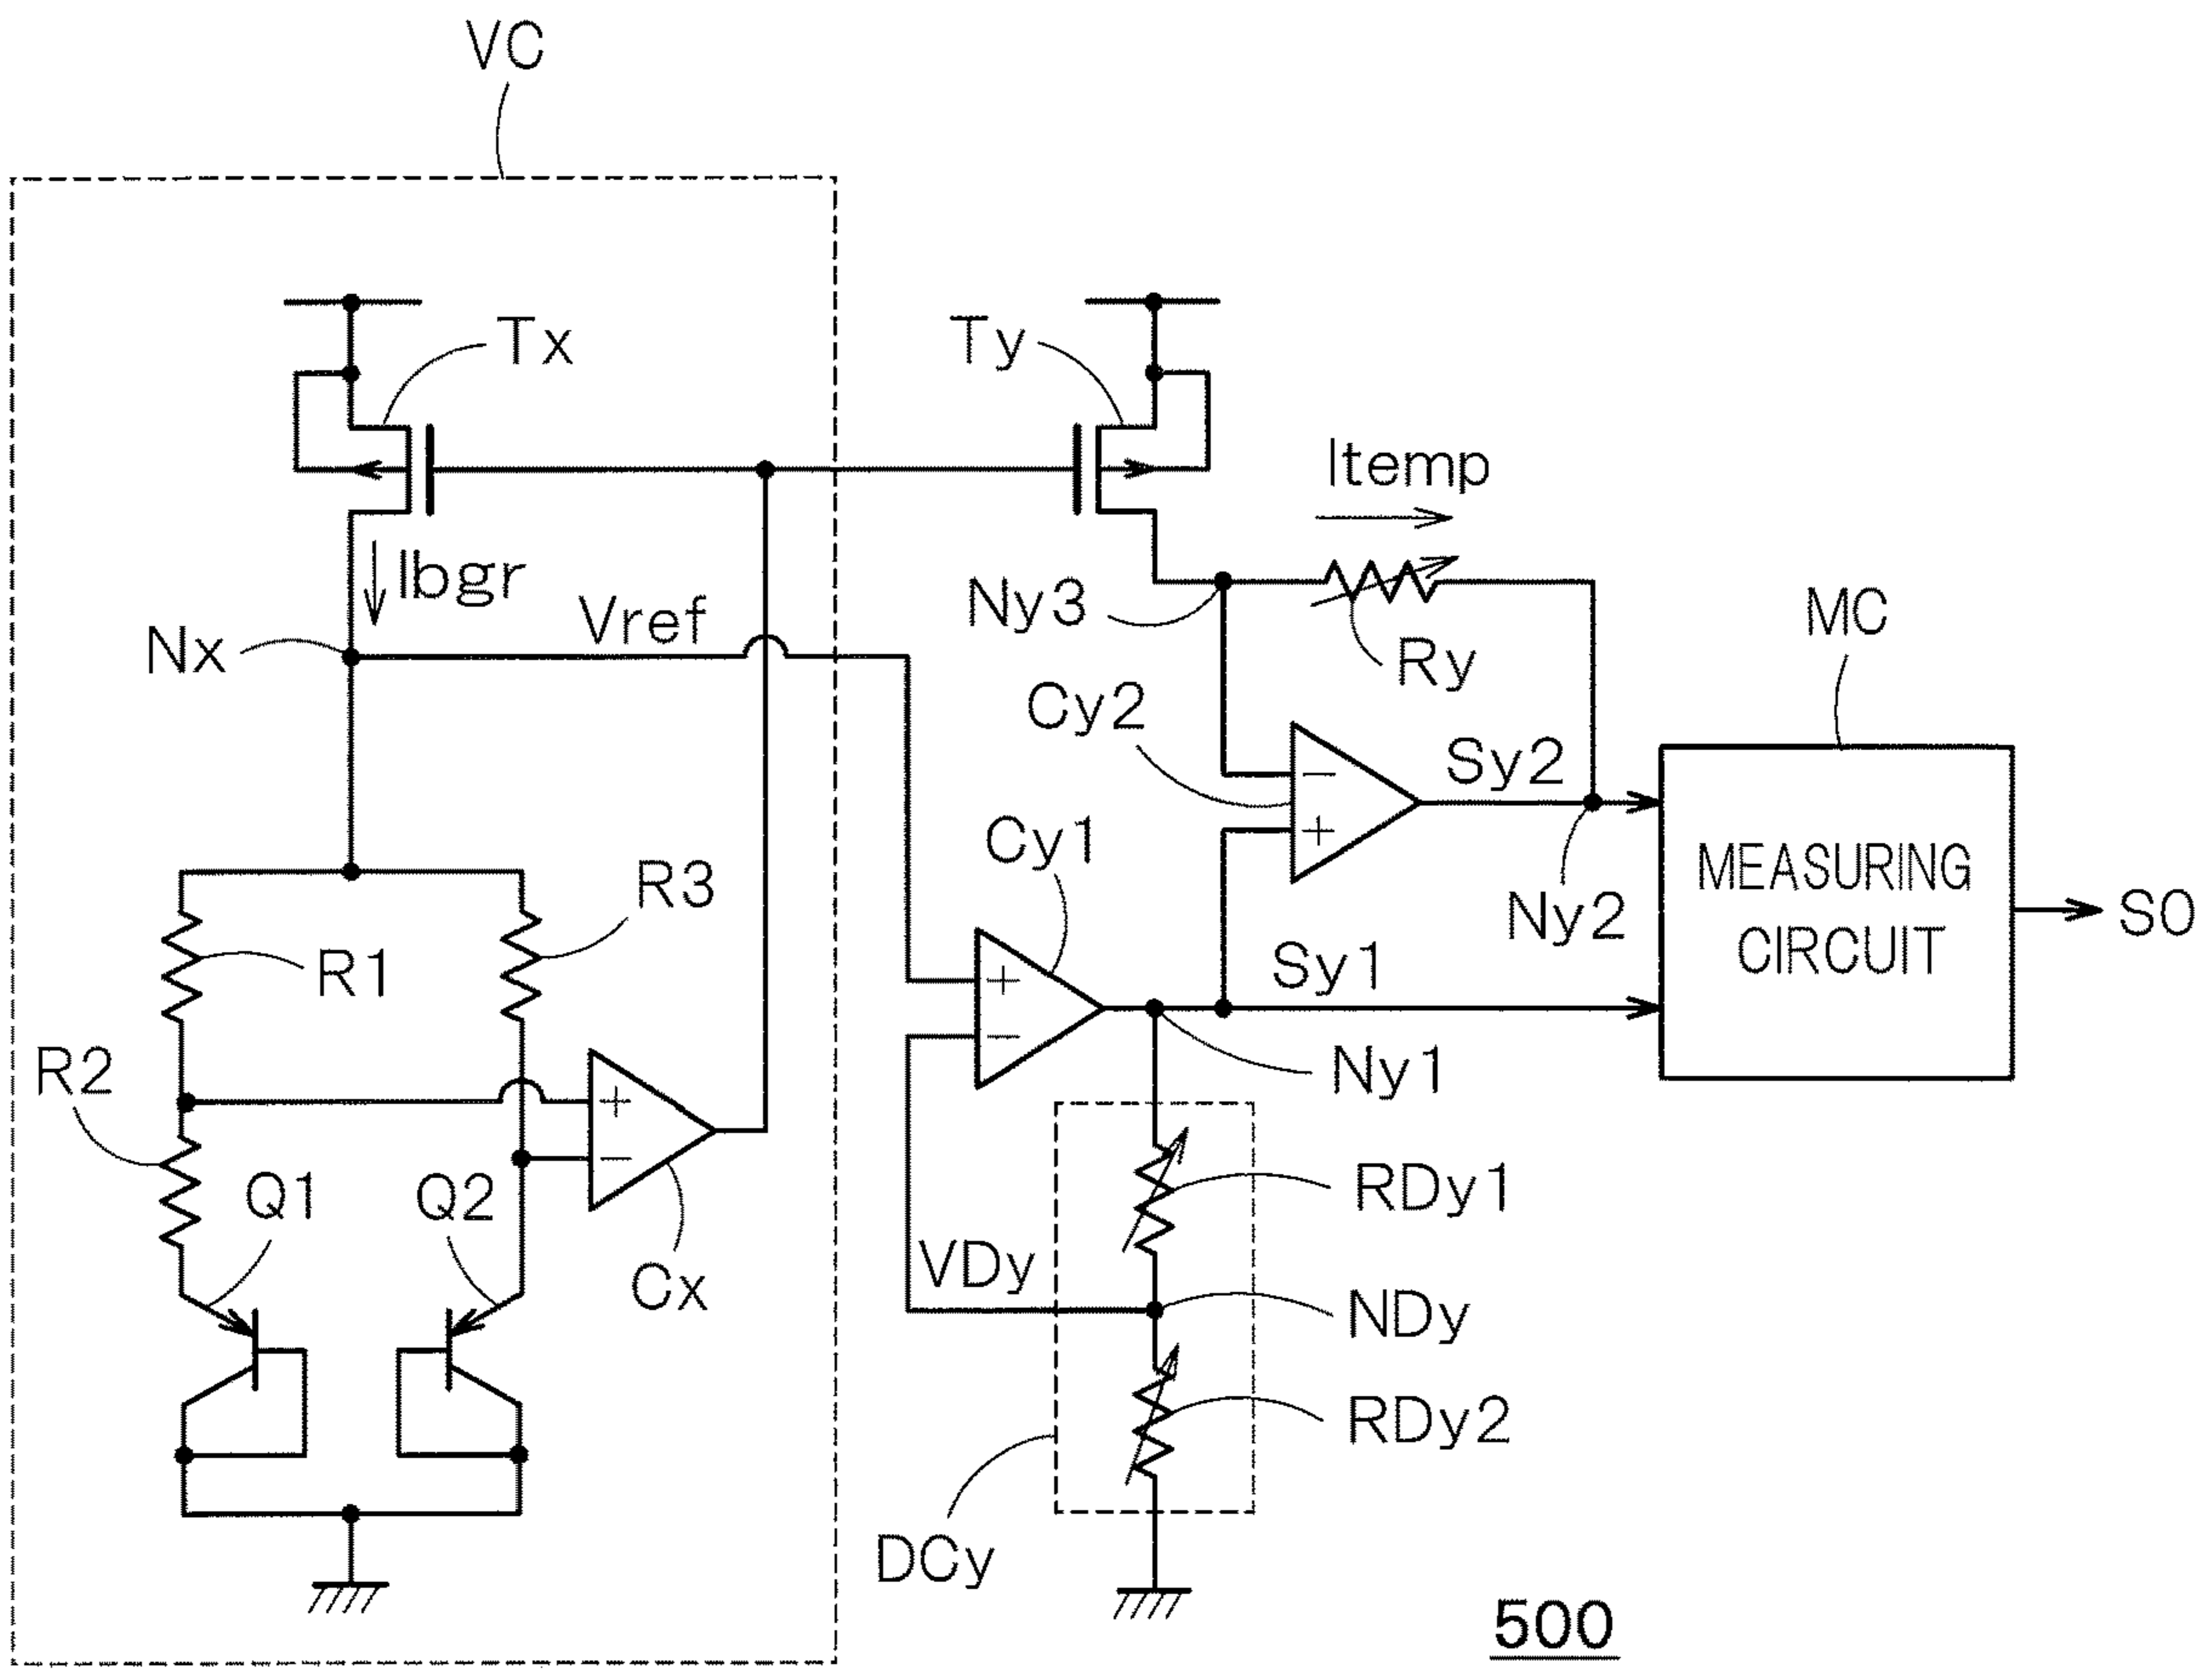 VC
Tx
Ty
Itemp
Ibgr
Ny3
Vref
MC
Nx
Ry
Cy2
Sy2
Cy1
−
+
MEASURING
CIRCUIT
R3
Ny2
SO
R1
Sy1
+
−
R2
Ny1
+
−
Q1
Q2
RDy1
VDy
Cx
NDy
RDy2
DCy
500